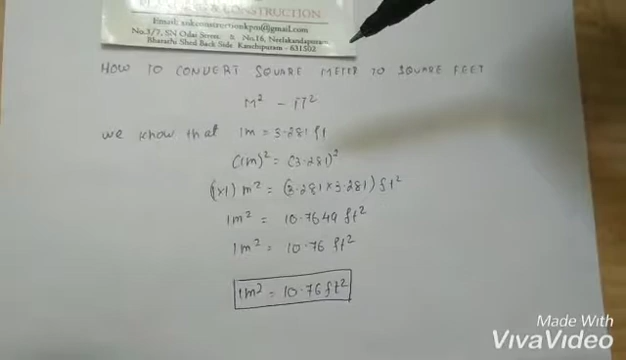 & CONSTRUCTION
Email: sskconstructionkpm@gmail.com
No.3/7, SN Odai Street & No.16, Neelakandapuram,
Bharathi Shed Back Side Kanchipuram - 631502
HOW TO CONVERT SQUARE METER TO SQUARE FEET
M² - FT²
we know that 1m = 3.281 ft
(1m)² = (3.281)²
(1×1) m² = (3.281 × 3.281) ft²
1m² = 10.7649 ft²
1m² = 10.76 ft²
1m² = 10.76 ft²
Made With
VivaVideo